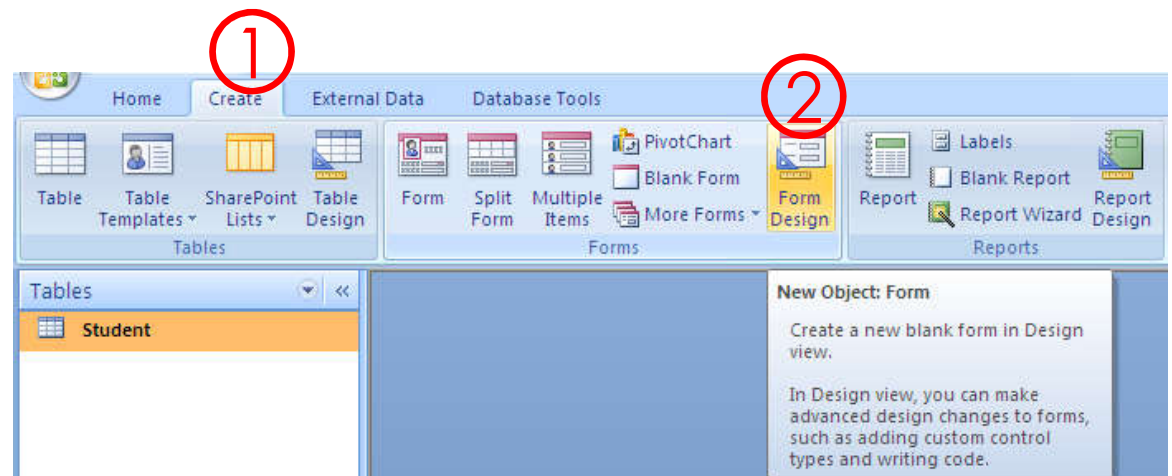 1
2
Home Create External Data Database Tools
Table
Table
Templates
SharePoint
Lists
Table
Design
Tables
Form
Split
Form
Multiple
Items
PivotChart
Blank Form
More Forms
Form
Design
Forms
Report
Labels
Blank Report
Report Wizard
Report
Design
Reports
Tables
Student
New Object: Form
Create a new blank form in Design
view.
In Design view, you can make
advanced design changes to forms,
such as adding custom control
types and writing code.